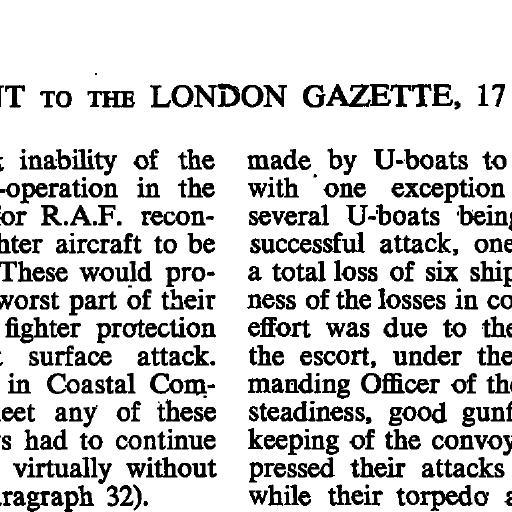 NT TO THE LONDON GAZETTE, 17
inability of the
-operation in the
for R.A.F. recon-
hter aircraft to be
These would pro-
worst part of their
fighter protection
surface attack.
in Coastal Com-
eet any of these
s had to continue
virtually without
ragraph 32).
made by U-boats to
with one exception
several U-boats being
successful attack, one
a total loss of six ship
ness of the losses in co
effort was due to the
the escort, under the
manding Officer of the
steadiness, good gunf
keeping of the convoy
pressed their attacks
while their torpedo a